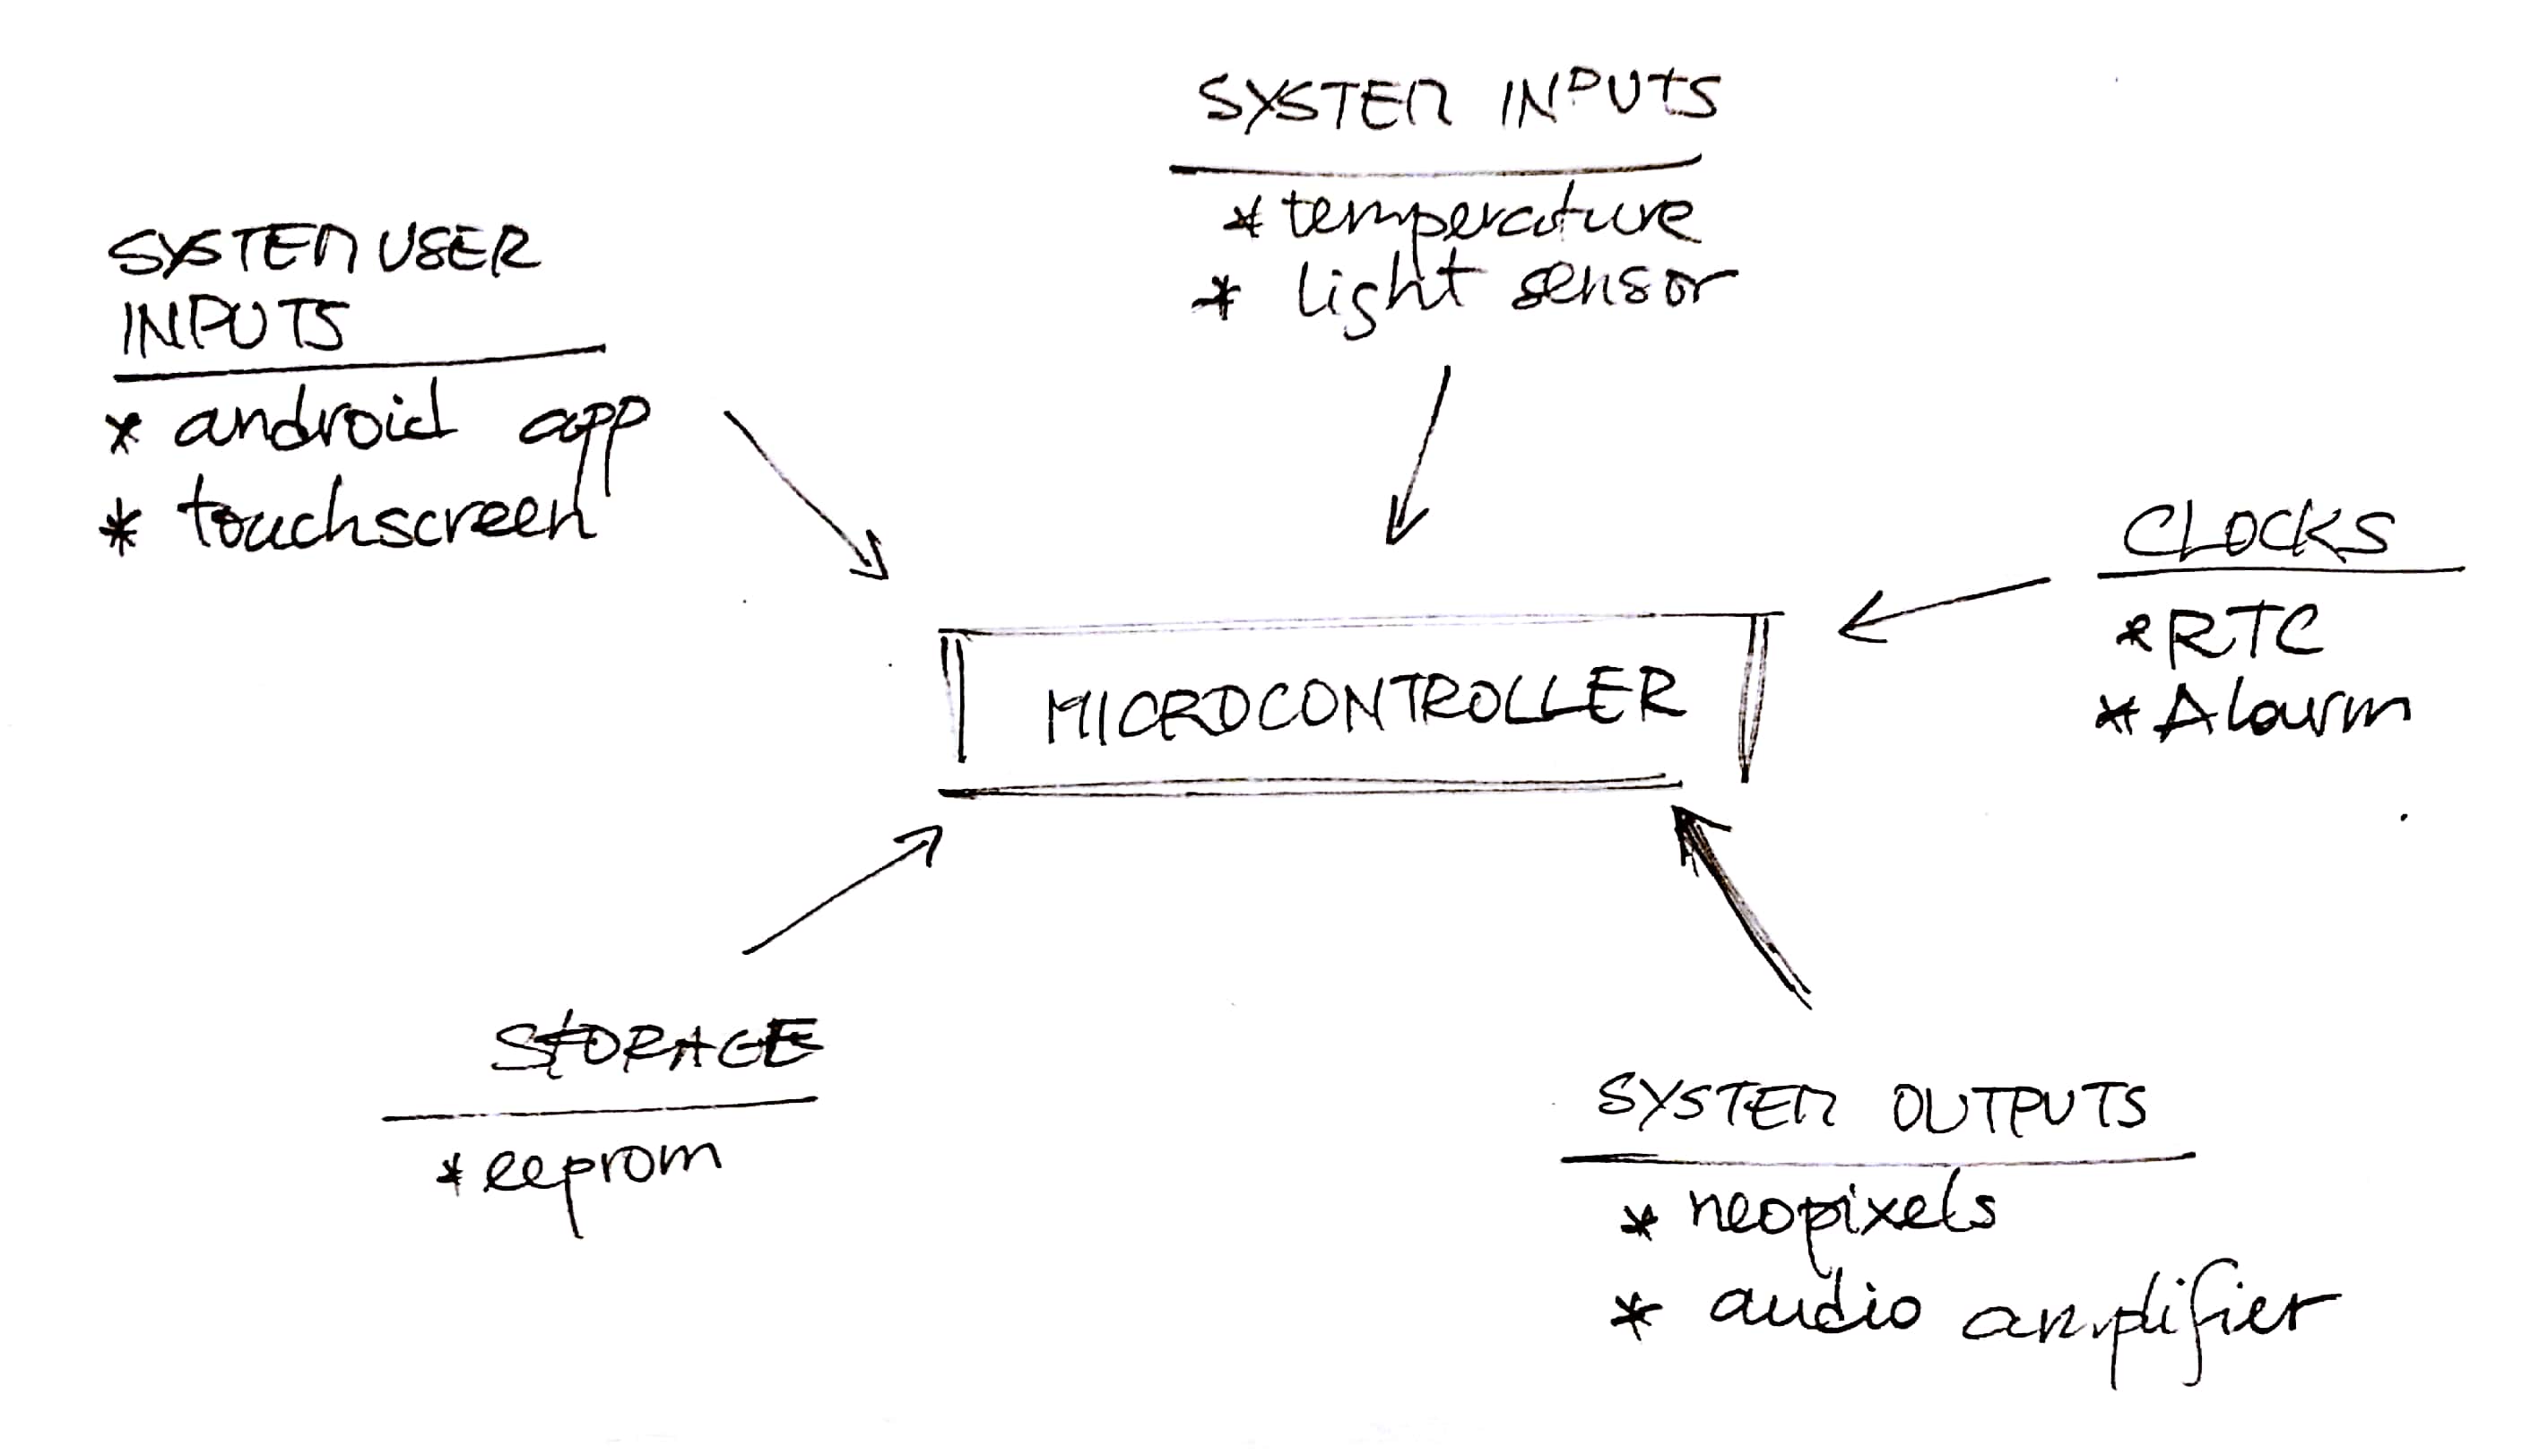 SYSTEM INPUTS
* temperature
* light sensor
SYSTEM USER
INPUTS
* android app
* touchscreen
CLOCKS
* RTC
* Alarm
MICROCONTROLLER
STORAGE
* eeprom
SYSTEM OUTPUTS
* neopixels
* audio amplifier